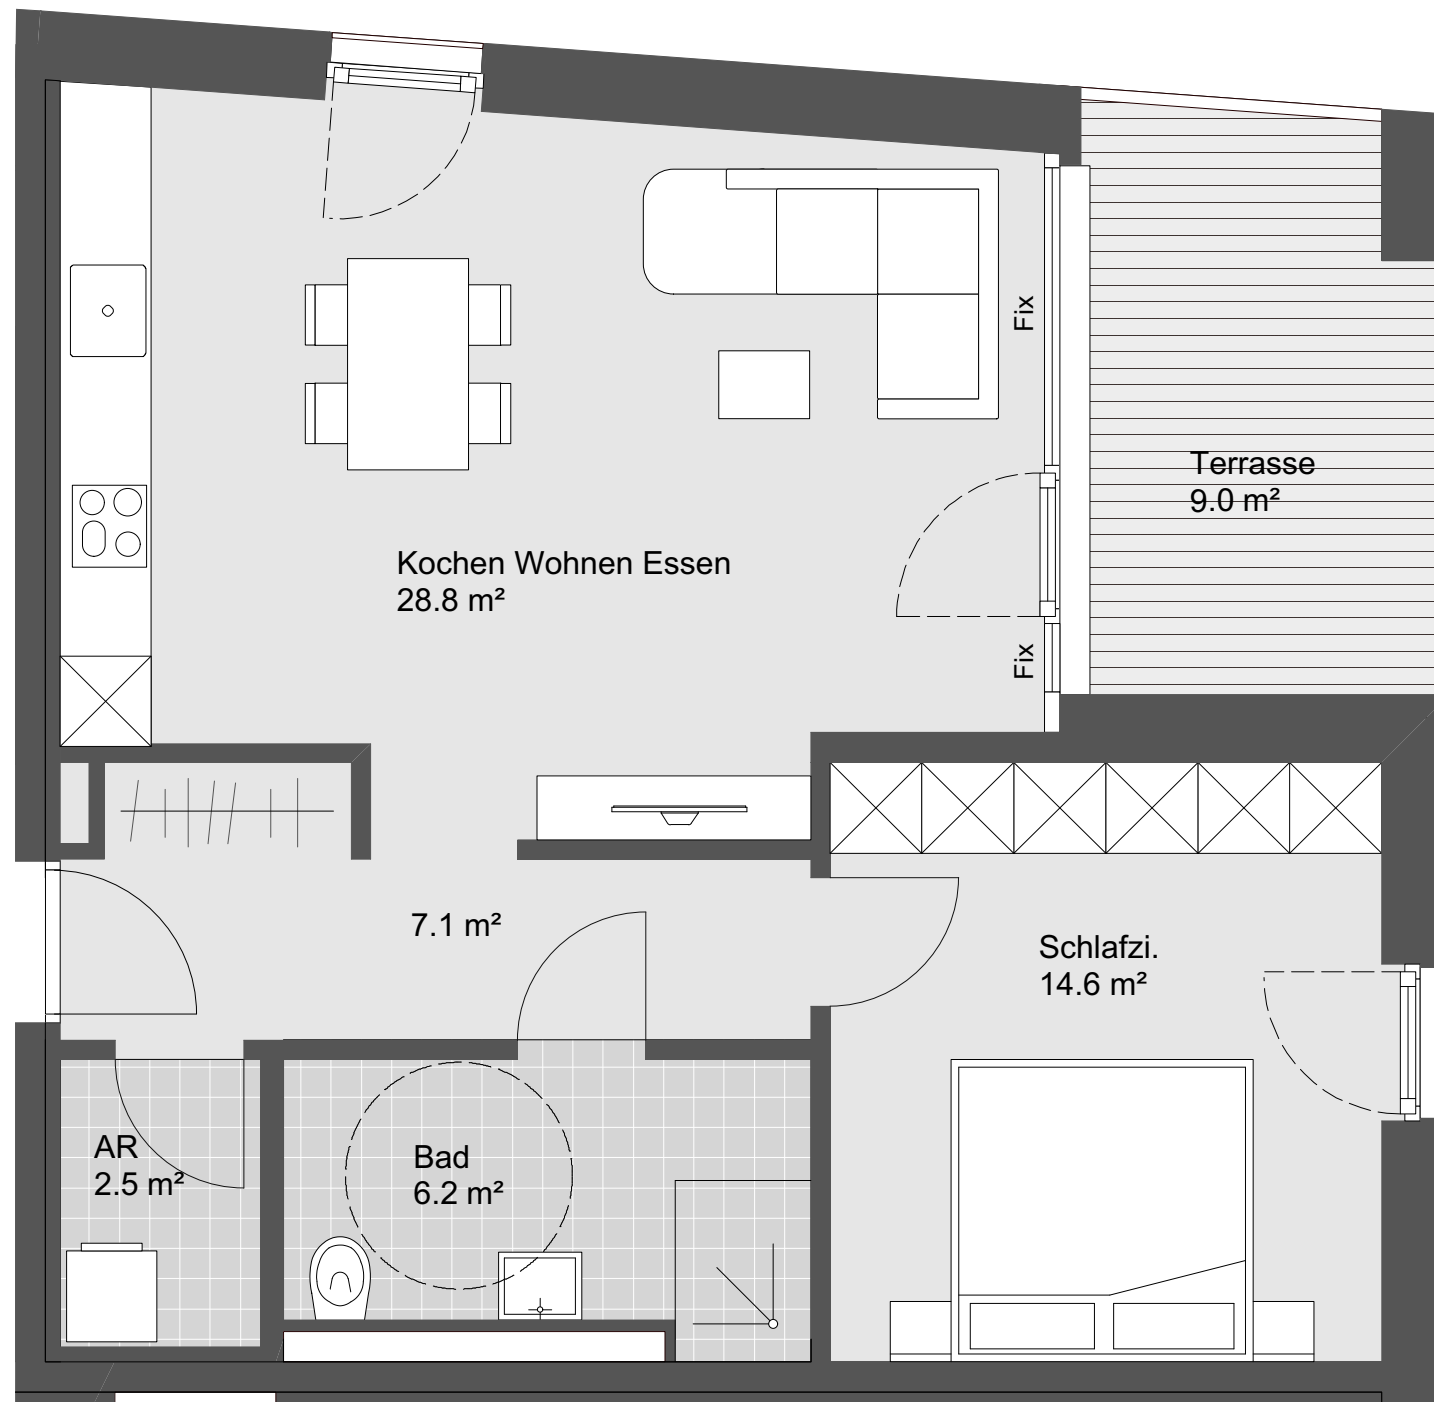 Fix
Terrasse
9.0 m²
Kochen Wohnen Essen
28.8 m²
Fix
7.1 m²
Schlafzi.
14.6 m²
AR
2.5 m²
Bad
6.2 m²